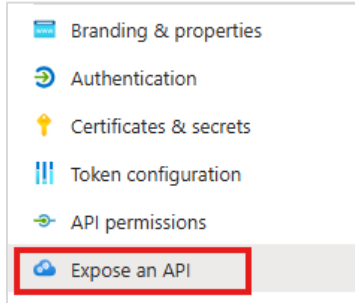 Branding & properties
Authentication
Certificates & secrets
Token configuration
API permissions
Expose an API